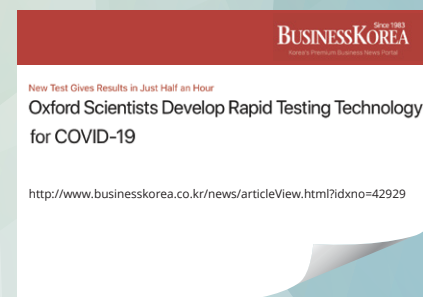 Since 1983
BUSINESSKOREA
Korea's Premium Business News Portal
New Test Gives Results in Just Half an Hour
Oxford Scientists Develop Rapid Testing Technology
for COVID-19
http://www.businesskorea.co.kr/news/articleView.html?idxno=42929